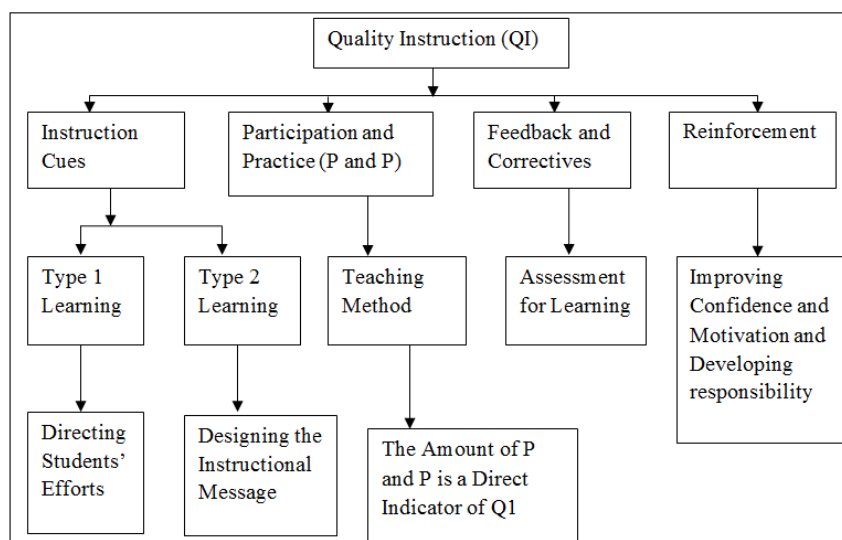 Quality Instruction (QI)
Instruction
Cues
Participation and
Practice (P and P)
Feedback and
Correctives
Reinforcement
Type 1
Learning
Type 2
Learning
Teaching
Method
Assessment
for Learning
Improving
Confidence and
Motivation and
Developing
responsibility
Directing
Students’
Efforts
Designing the
Instructional
Message
The Amount of P
and P is a Direct
Indicator of Q1